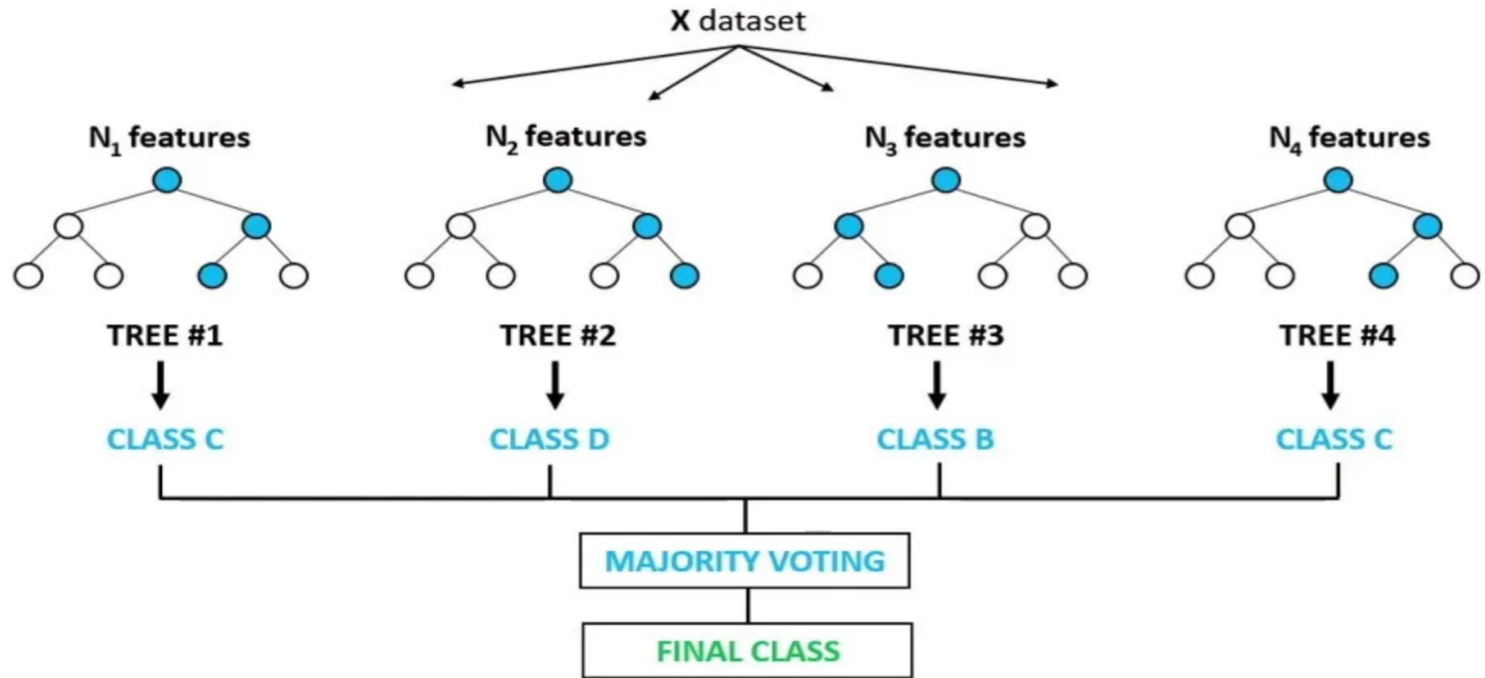 X dataset
N₁ features
N₂ features
N₃ features
N₄ features
TREE #1
TREE #2
TREE #3
TREE #4
CLASS C
CLASS D
CLASS B
CLASS C
MAJORITY VOTING
FINAL CLASS